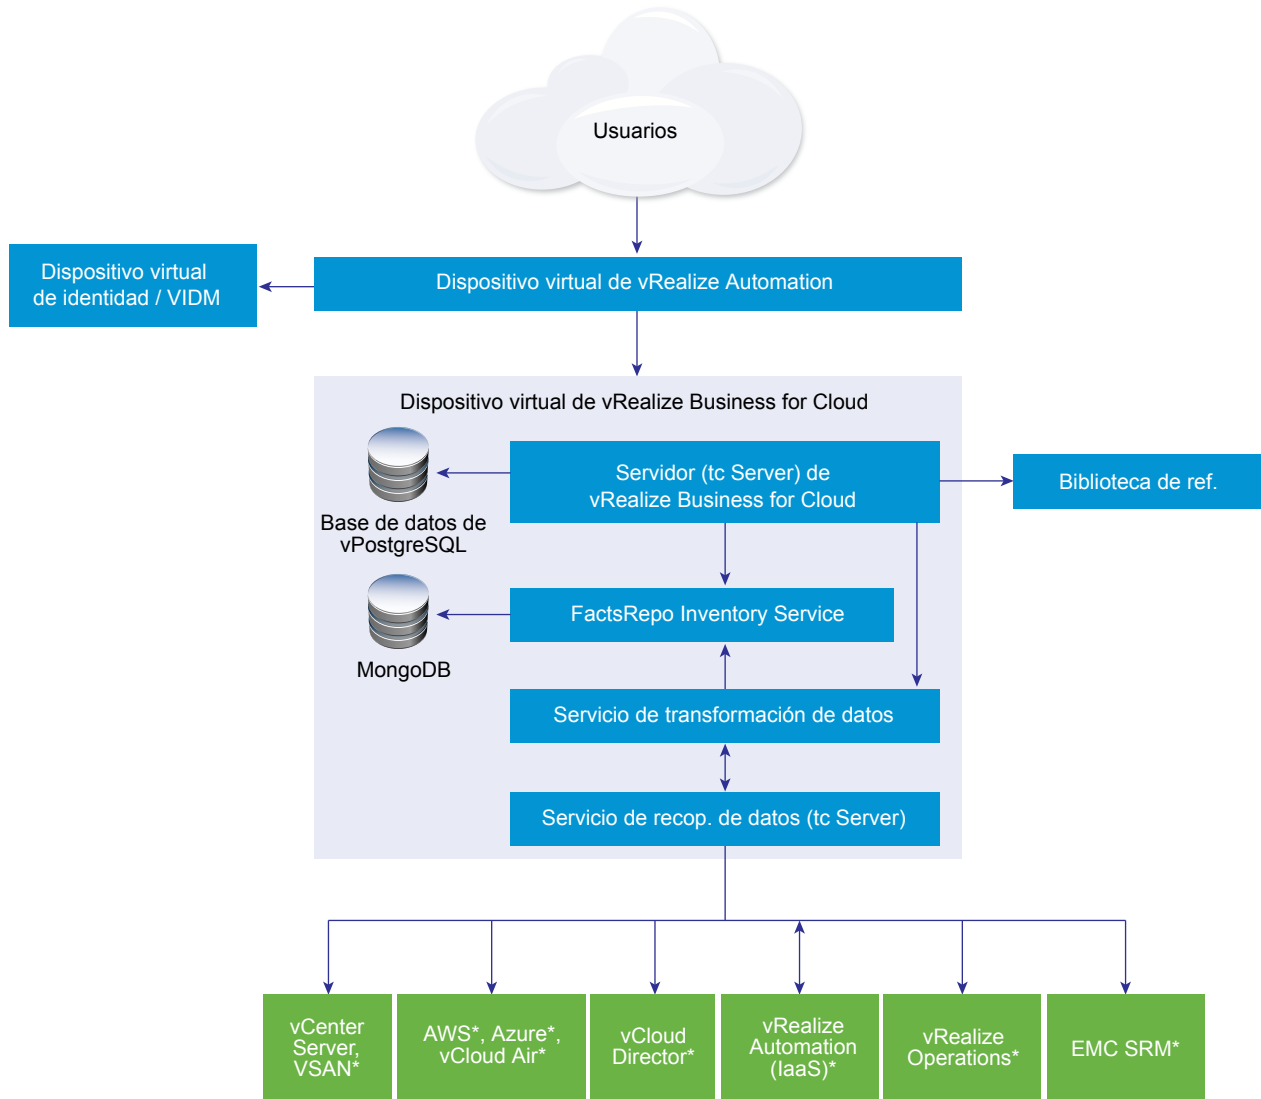 Usuarios
Dispositivo virtual
de identidad / VIDM
Dispositivo virtual de vRealize Automation
Dispositivo virtual de vRealize Business for Cloud
Servidor (tc Server) de
vRealize Business for Cloud
Biblioteca de ref.
Base de datos de
vPostgreSQL
FactsRepo Inventory Service
MongoDB
Servicio de transformación de datos
Servicio de recop. de datos (tc Server)
vCenter
Server,
VSAN*
AWS*, Azure*,
vCloud Air*
vCloud
Director*
vRealize
Automation
(IaaS)*
vRealize
Operations*
EMC SRM*